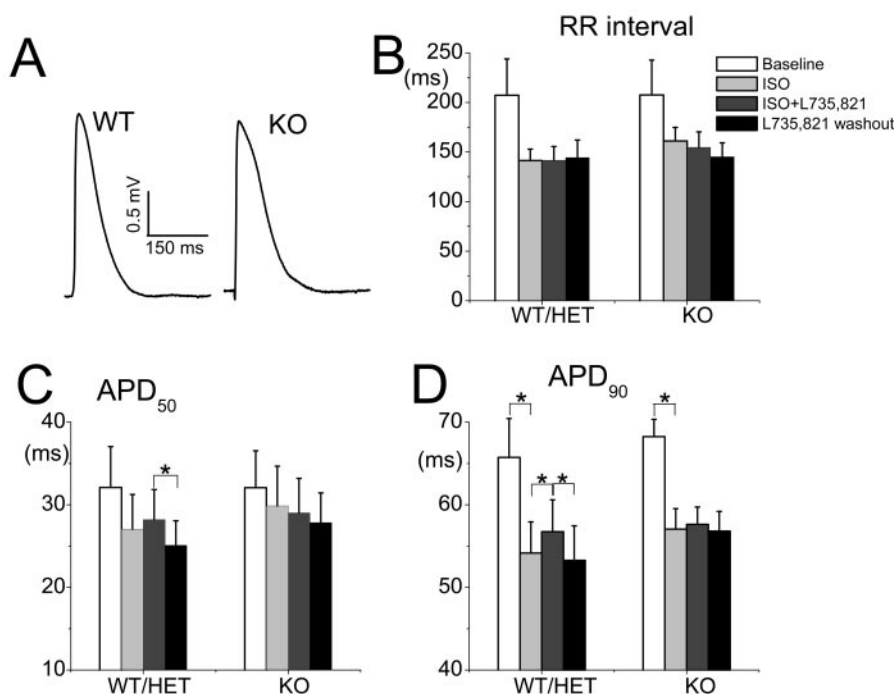 A
WT
KO
0.5 mV
150 ms
B
RR interval
250
(ms)
200
150
100
50
0
WT/HET
KO
Baseline
ISO
ISO+L735,821
L735,821 washout
C
APD50
40
(ms)
30
20
10
*
WT/HET
KO
D
APD90
70
(ms)
60
50
40
*
*
*
*
WT/HET
KO